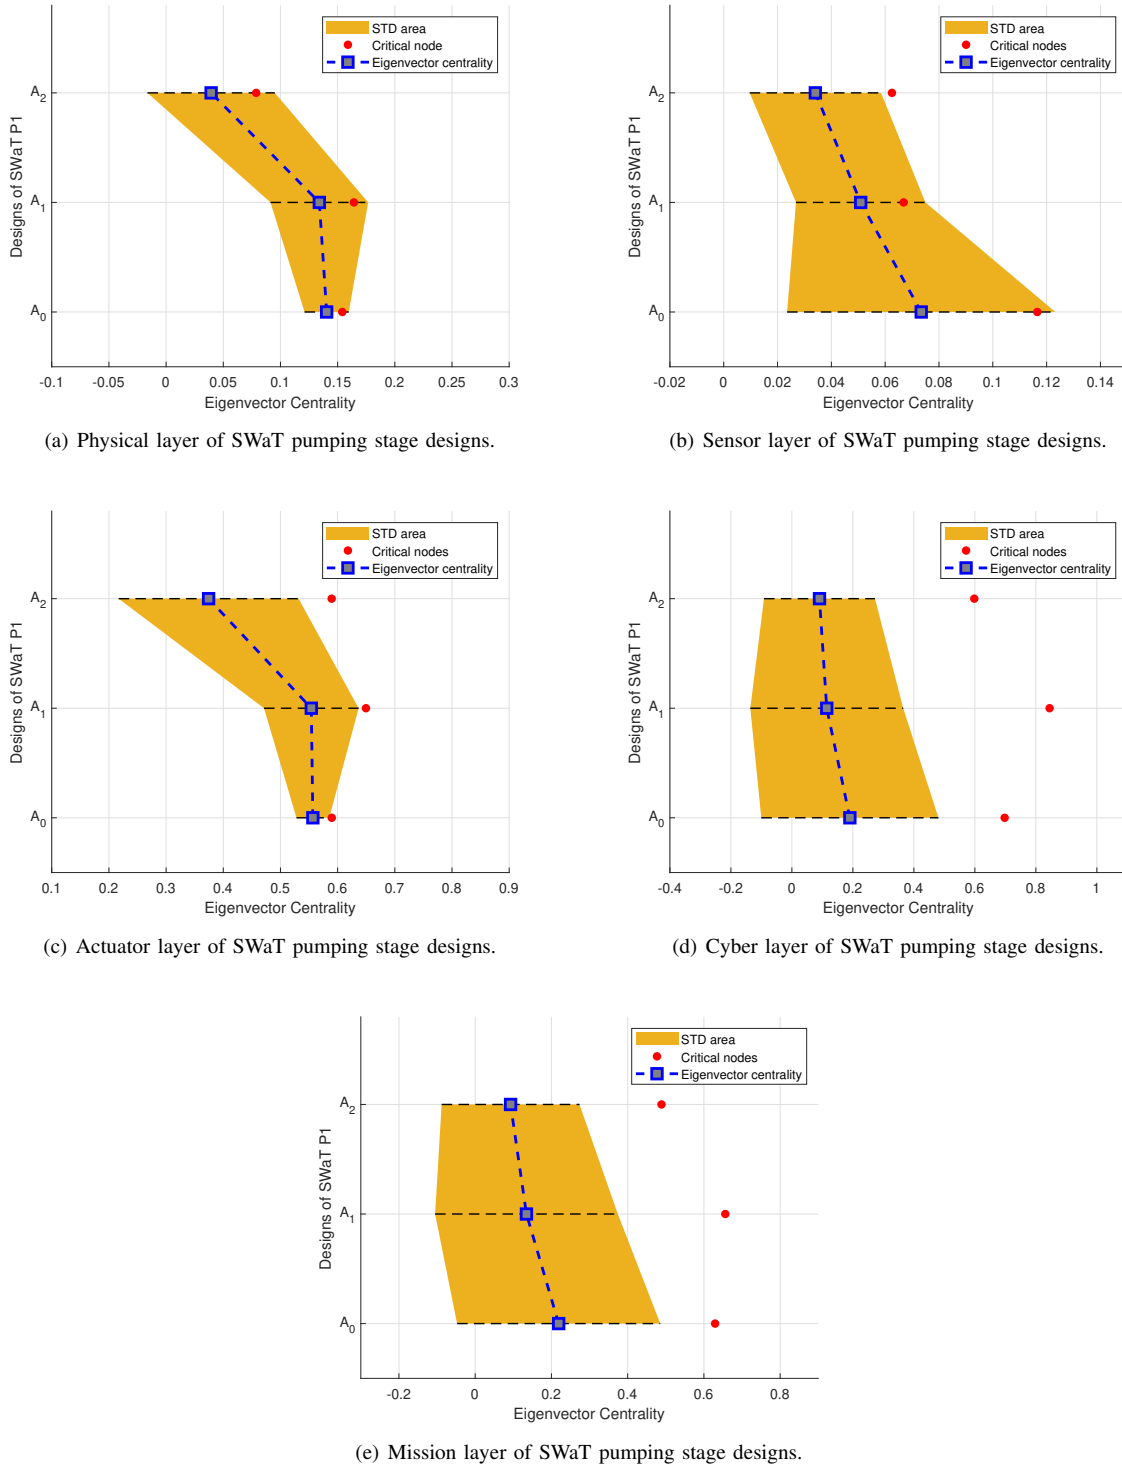 STD area
Critical node
Eigenvector centrality
Designs of SWaT P1
A2
A1
A0
-0.1 -0.05 0 0.05 0.1 0.15 0.2 0.25 0.3
Eigenvector Centrality
(a) Physical layer of SWaT pumping stage designs.
STD area
Critical nodes
Eigenvector centrality
Designs of SWaT P1
A2
A1
A0
-0.02 0 0.02 0.04 0.06 0.08 0.1 0.12 0.14
Eigenvector Centrality
(b) Sensor layer of SWaT pumping stage designs.
STD area
Critical nodes
Eigenvector centrality
Designs of SWaT P1
A2
A1
A0
0.1 0.2 0.3 0.4 0.5 0.6 0.7 0.8 0.9
Eigenvector Centrality
(c) Actuator layer of SWaT pumping stage designs.
STD area
Critical nodes
Eigenvector centrality
Designs of SWaT P1
A2
A1
A0
-0.4 -0.2 0 0.2 0.4 0.6 0.8 1
Eigenvector Centrality
(d) Cyber layer of SWaT pumping stage designs.
STD area
Critical nodes
Eigenvector centrality
Designs of SWaT P1
A2
A1
A0
-0.2 0 0.2 0.4 0.6 0.8
Eigenvector Centrality
(e) Mission layer of SWaT pumping stage designs.